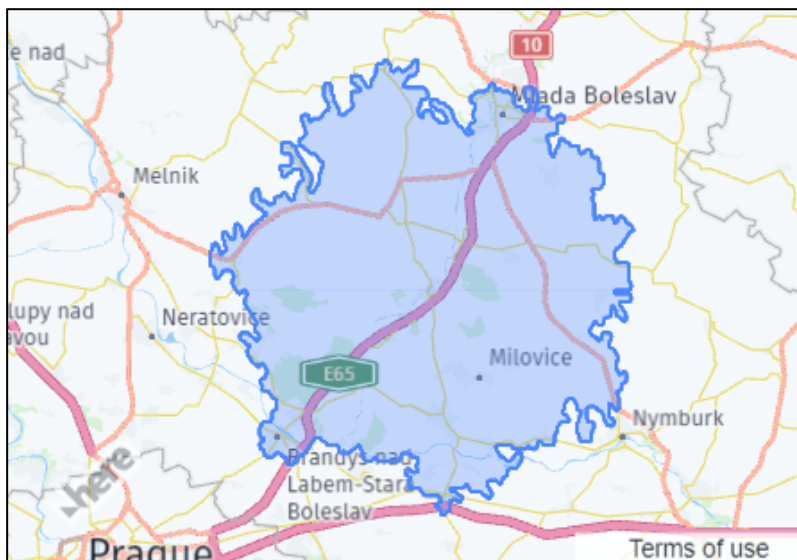 e nad
10
Mlada Boleslav
Melnik
lupy nad
avou
Neratovice
E65
Milovice
Nymburk
Brandys nad
Labem-Stara
Boleslav
here
Prague
Terms of use